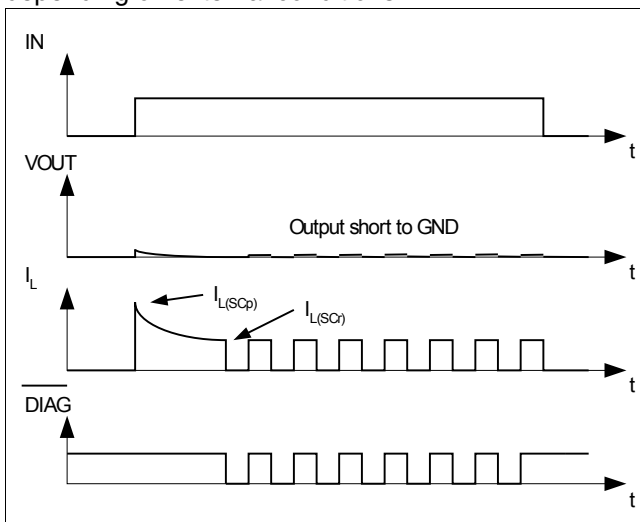 IN
t
VOUT
Output short to GND
t
I_L
I_L(SCp)
I_L(SCr)
t
DIAG
t